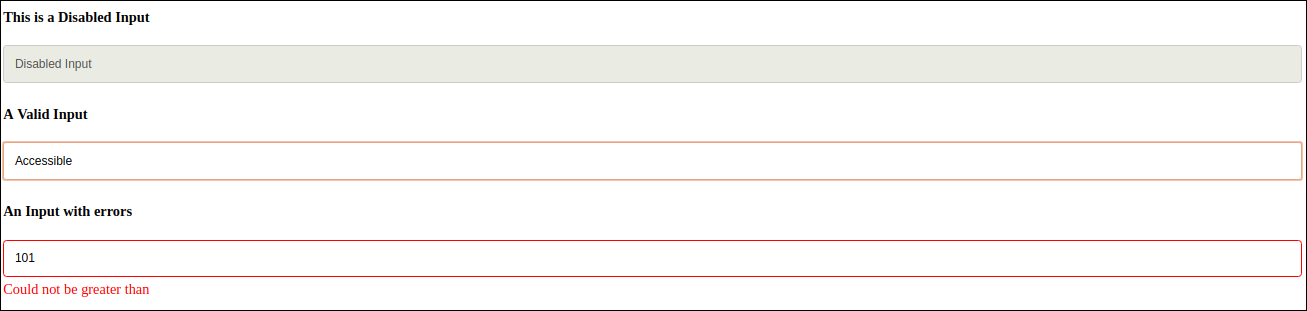 This is a Disabled Input
Disabled Input
A Valid Input
Accessible
An Input with errors
101
Could not be greater than